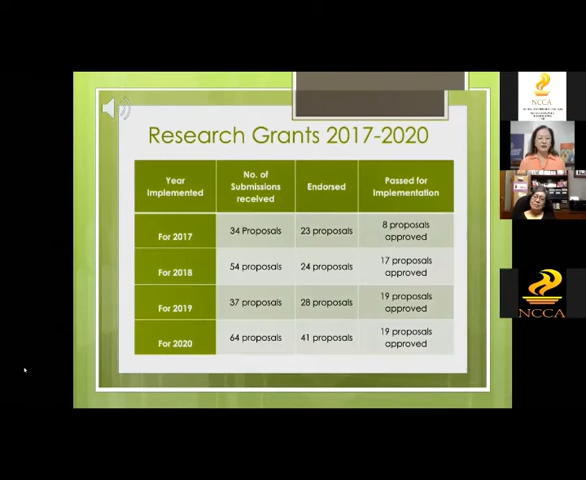 Research Grants 2017-2020
Year
Implemented
No. of
Submissions
received
Endorsed
Passed for
Implementation
For 2017
34 Proposals
23 proposals
8 proposals
approved
For 2018
54 proposals
24 proposals
17 proposals
approved
For 2019
37 proposals
28 proposals
19 proposals
approved
For 2020
64 proposals
41 proposals
19 proposals
approved
NCCA
NCCA